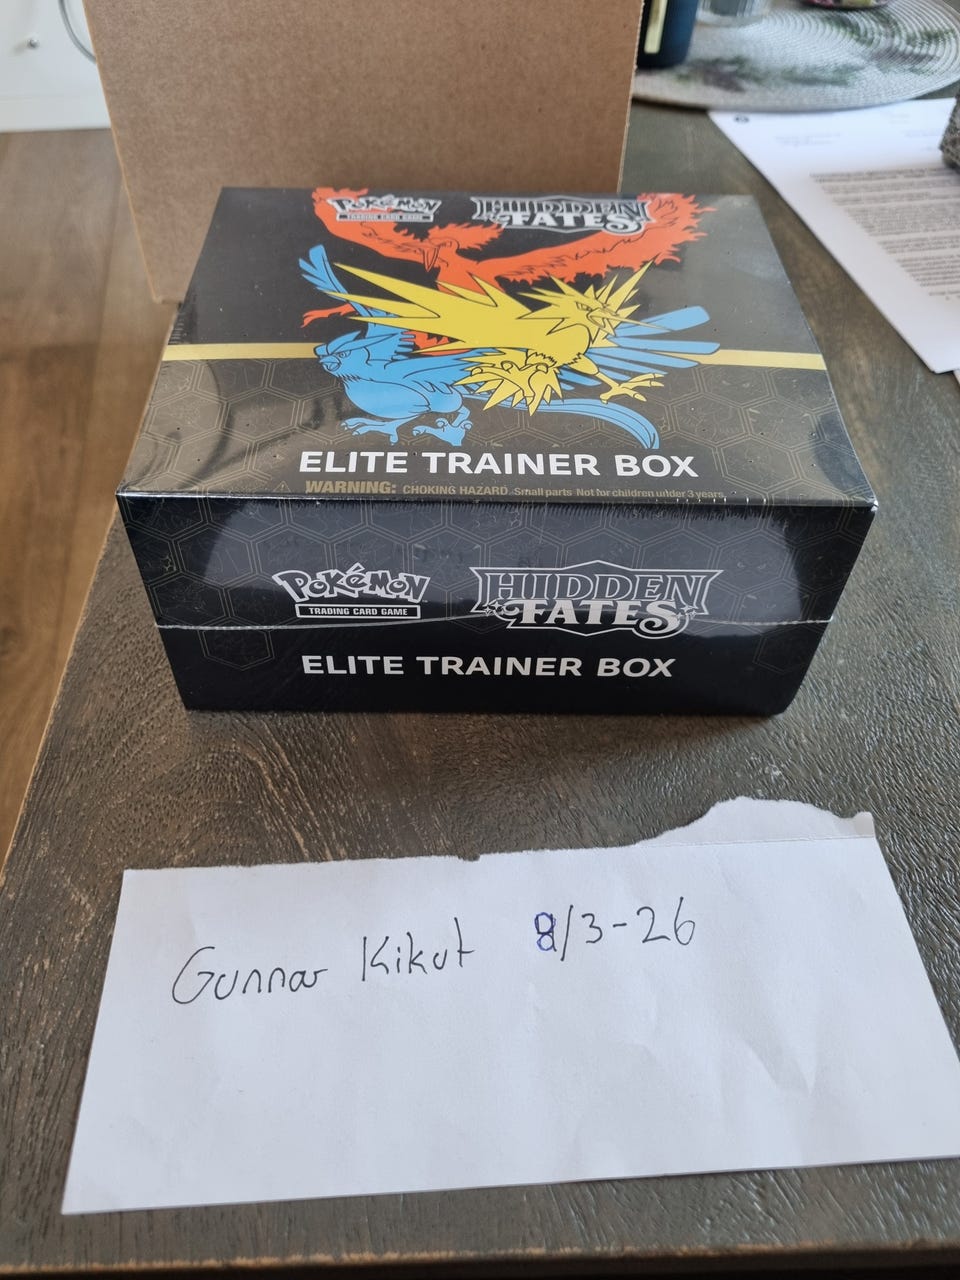 Pokémon
TRADING CARD GAME
HIDDEN
FATES
ELITE TRAINER BOX
WARNING: CHOKING HAZARD. Small parts. Not for children under 3 years.
Pokémon
TRADING CARD GAME
HIDDEN
FATES
ELITE TRAINER BOX
Gunnar Kikut 8/3-26